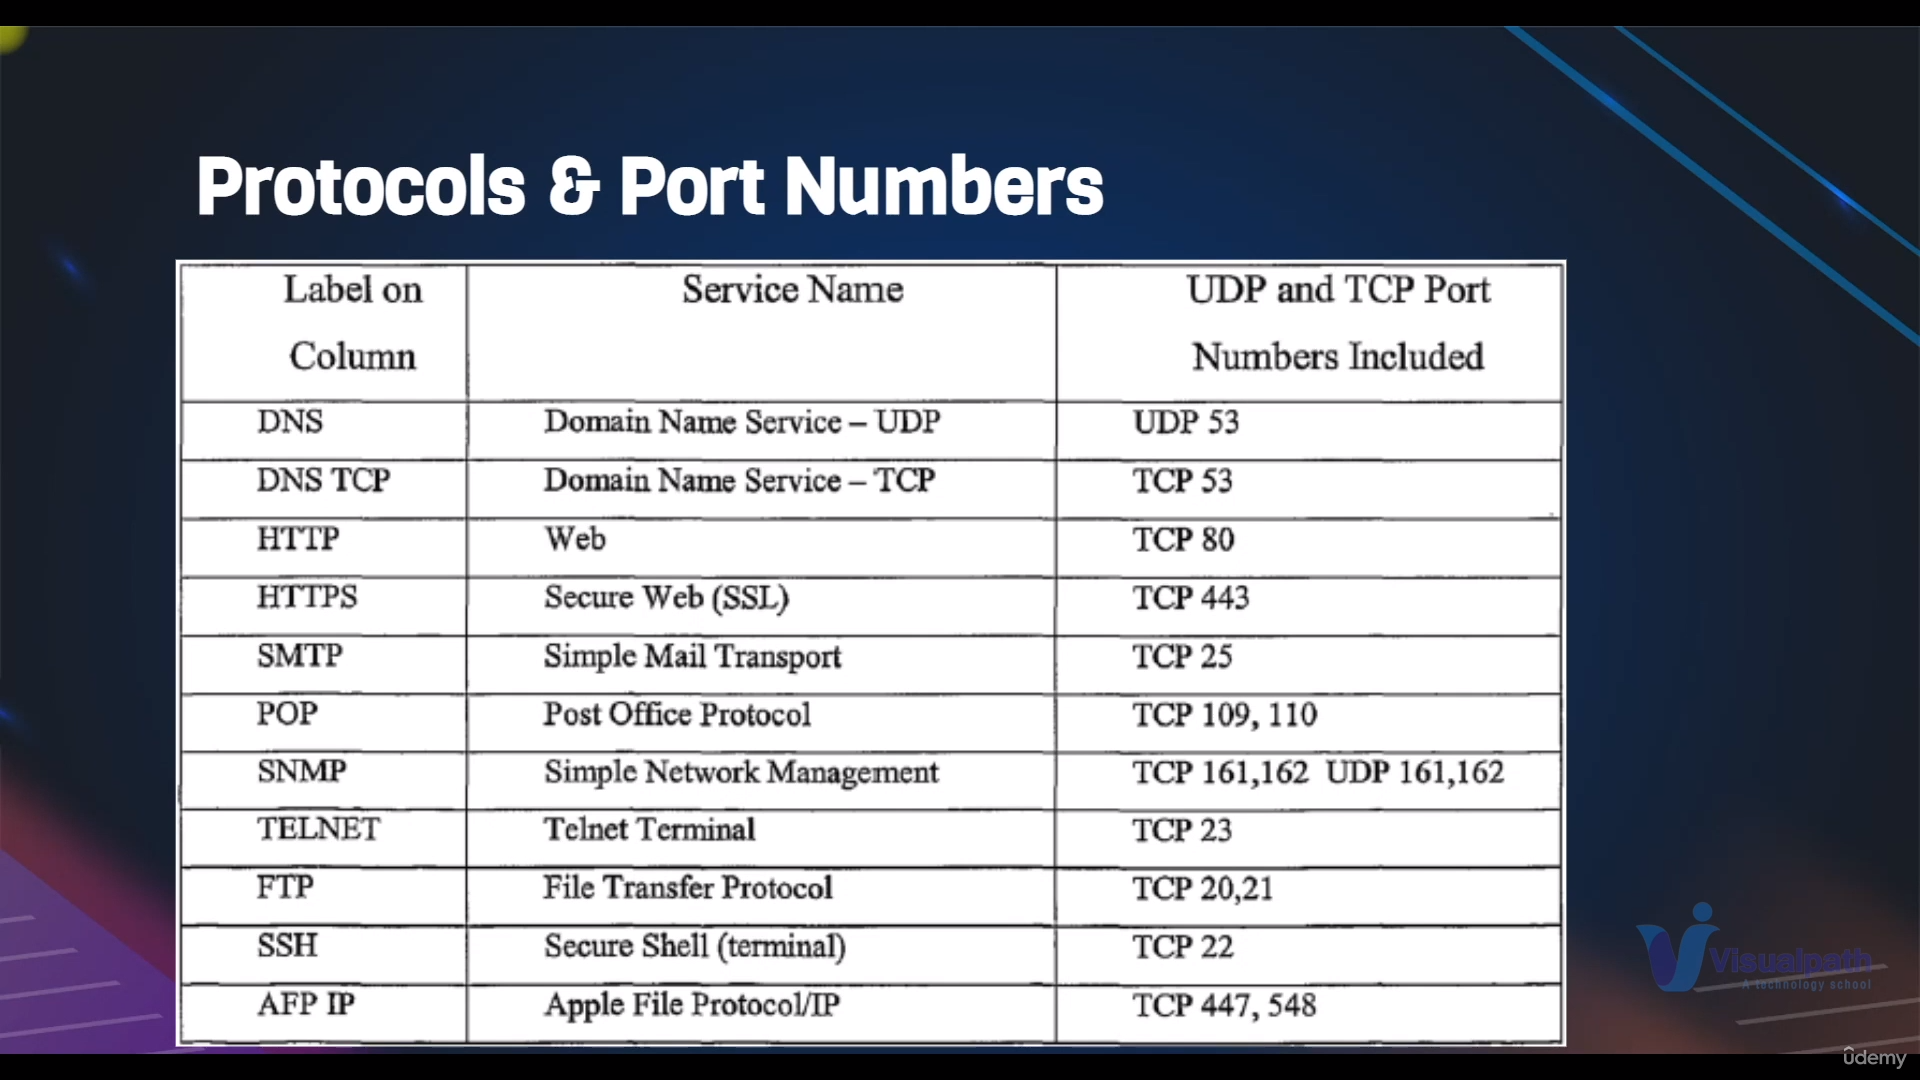 Protocols & Port Numbers
Label on Column Service Name UDP and TCP Port Numbers Included
DNS Domain Name Service – UDP UDP 53
DNS TCP Domain Name Service – TCP TCP 53
HTTP Web TCP 80
HTTPS Secure Web (SSL) TCP 443
SMTP Simple Mail Transport TCP 25
POP Post Office Protocol TCP 109, 110
SNMP Simple Network Management TCP 161,162 UDP 161,162
TELNET Telnet Terminal TCP 23
FTP File Transfer Protocol TCP 20,21
SSH Secure Shell (terminal) TCP 22
AFP IP Apple File Protocol/IP TCP 447, 548
Visualpath
A technology school
ûdemy